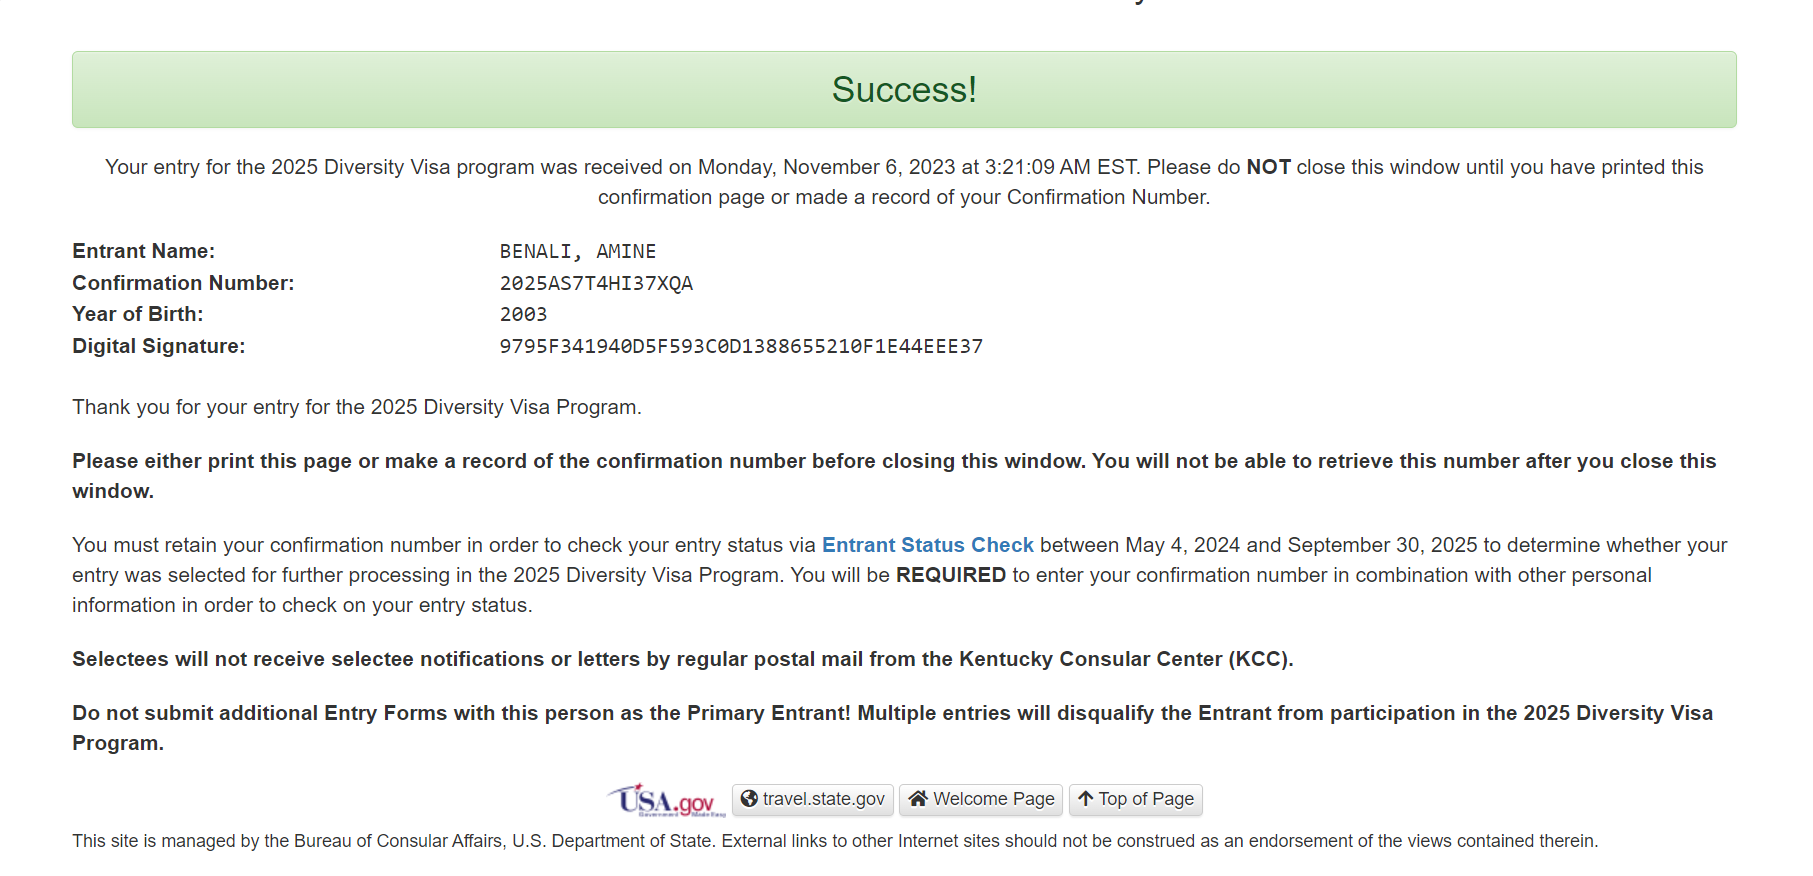 Success!
Your entry for the 2025 Diversity Visa program was received on Monday, November 6, 2023 at 3:21:09 AM EST. Please do NOT close this window until you have printed this
confirmation page or made a record of your Confirmation Number.
Entrant Name: BENALI, AMINE
Confirmation Number: 2025AS7T4HI37XQA
Year of Birth: 2003
Digital Signature: 9795F341940D5F593C0D1388655210F1E44EEE37
Thank you for your entry for the 2025 Diversity Visa Program.
Please either print this page or make a record of the confirmation number before closing this window. You will not be able to retrieve this number after you close this
window.
You must retain your confirmation number in order to check your entry status via Entrant Status Check between May 4, 2024 and September 30, 2025 to determine whether your
entry was selected for further processing in the 2025 Diversity Visa Program. You will be REQUIRED to enter your confirmation number in combination with other personal
information in order to check on your entry status.
Selectees will not receive selectee notifications or letters by regular postal mail from the Kentucky Consular Center (KCC).
Do not submit additional Entry Forms with this person as the Primary Entrant! Multiple entries will disqualify the Entrant from participation in the 2025 Diversity Visa
Program.
USA.gov travel.state.gov Welcome Page Top of Page
This site is managed by the Bureau of Consular Affairs, U.S. Department of State. External links to other Internet sites should not be construed as an endorsement of the views contained therein.